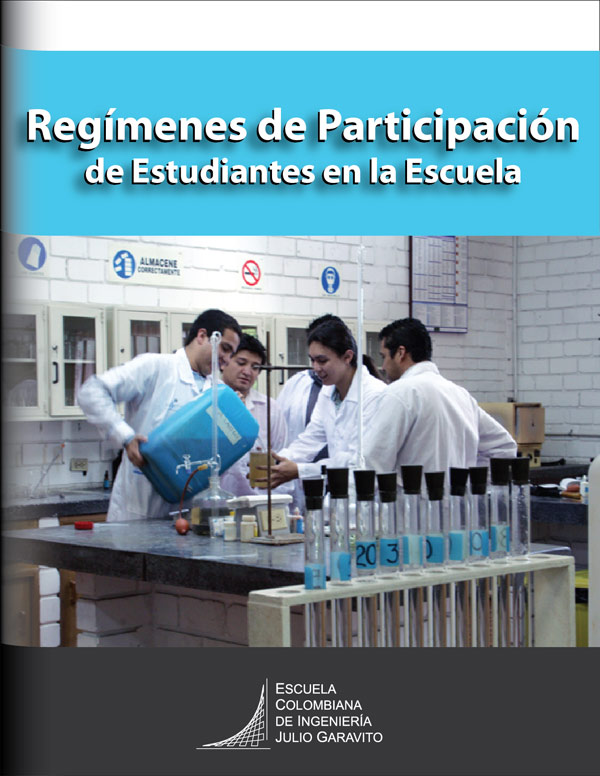 Regímenes de Participación
de Estudiantes en la Escuela
ALMACENE
CORRECTAMENTE
ESCUELA
COLOMBIANA
DE INGENIERÍA
JULIO GARAVITO